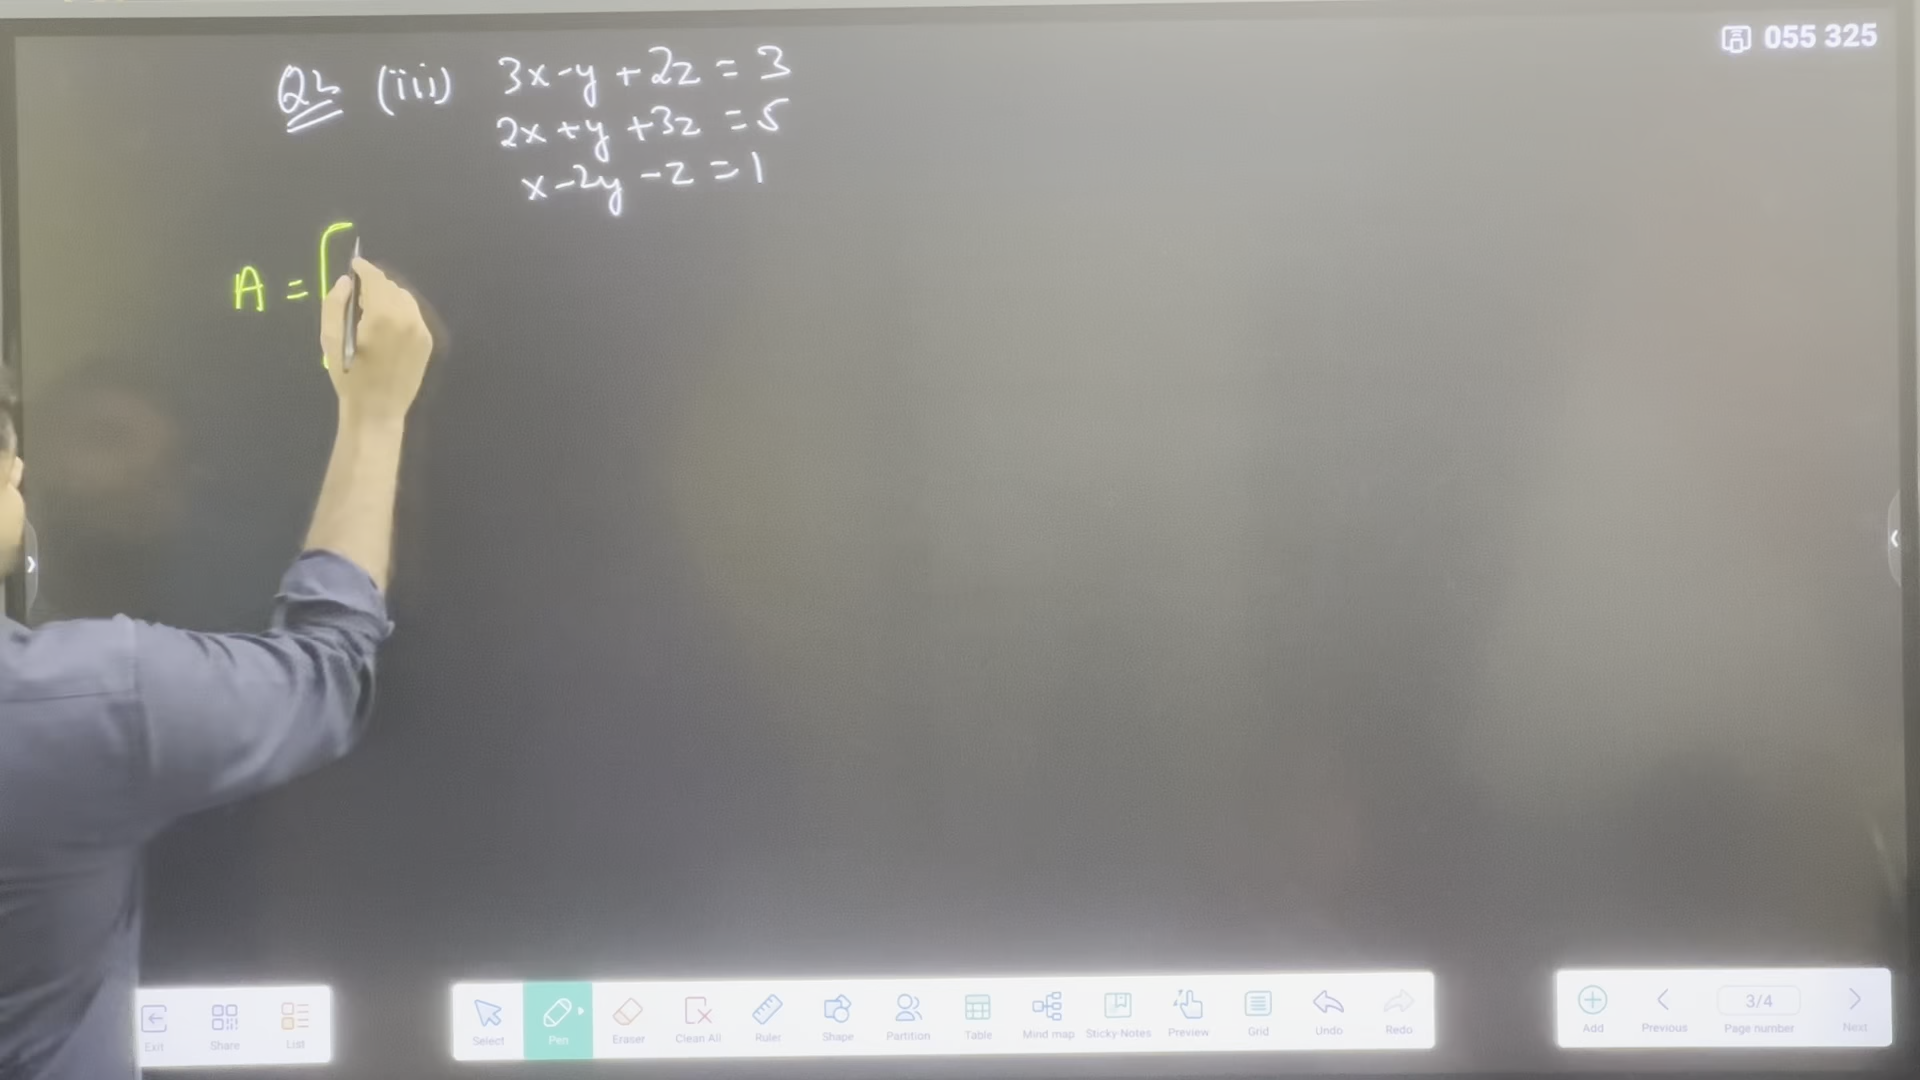 055 325
Q2 (iii) 3x-y+2z = 3
2x+y+3z = 5
x-2y-z = 1
A = [
Exit Share List
Select Pen Eraser Clean All Ruler Shape Partition Table Mind map Sticky Notes Preview Grid Undo Redo
Add Previous 3/4 Page number Next